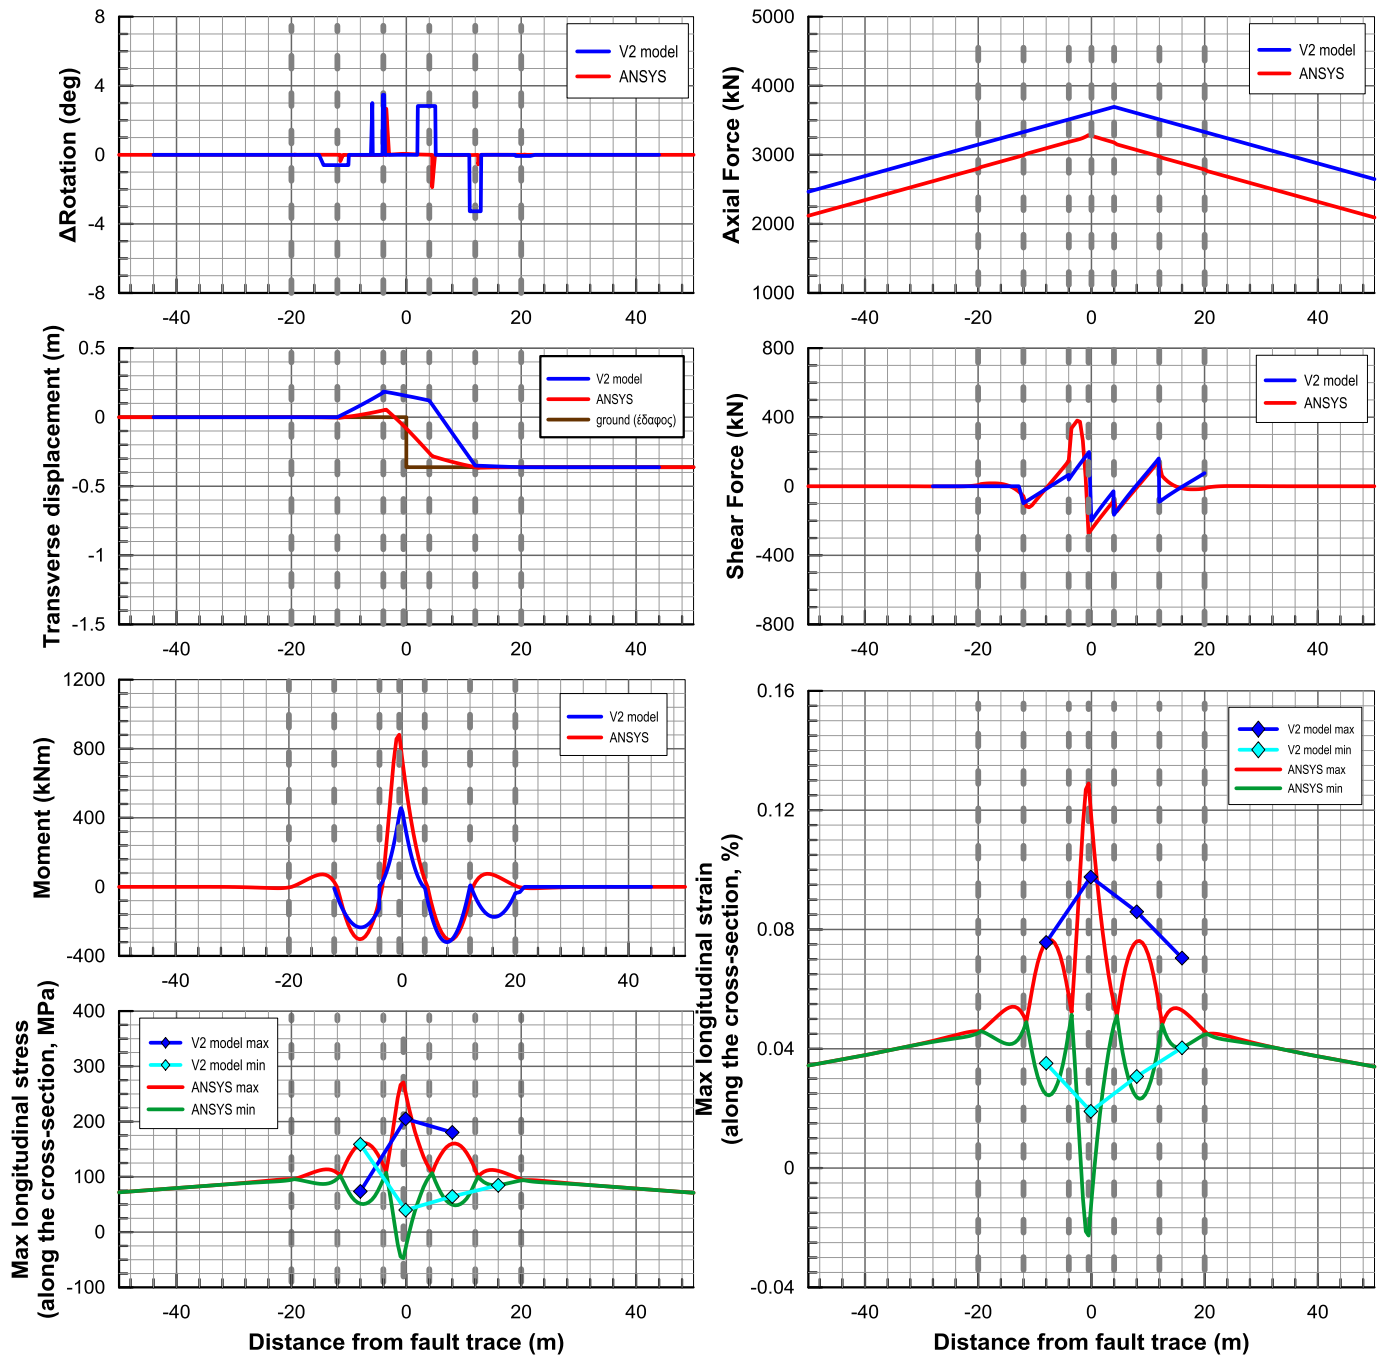 8
4
0
-4
-8
ΔRotation (deg)
V2 model
ANSYS
-40 -20 0 20 40
5000
4000
3000
2000
1000
Axial Force (kN)
V2 model
ANSYS
-40 -20 0 20 40
0.5
0
-0.5
-1
-1.5
Transverse displacement (m)
V2 model
ANSYS
ground (έδαφος)
-40 -20 0 20 40
800
400
0
-400
-800
Shear Force (kN)
V2 model
ANSYS
-40 -20 0 20 40
1200
800
400
0
-400
Moment (kNm)
V2 model
ANSYS
-40 -20 0 20 40
400
300
200
100
0
-100
Max longitudinal stress
(along the cross-section, MPa)
V2 model max
V2 model min
ANSYS max
ANSYS min
-40 -20 0 20 40
Distance from fault trace (m)
0.16
0.12
0.08
0.04
0
-0.04
Max longitudinal strain
(along the cross-section, %)
V2 model max
V2 model min
ANSYS max
ANSYS min
-40 -20 0 20 40
Distance from fault trace (m)